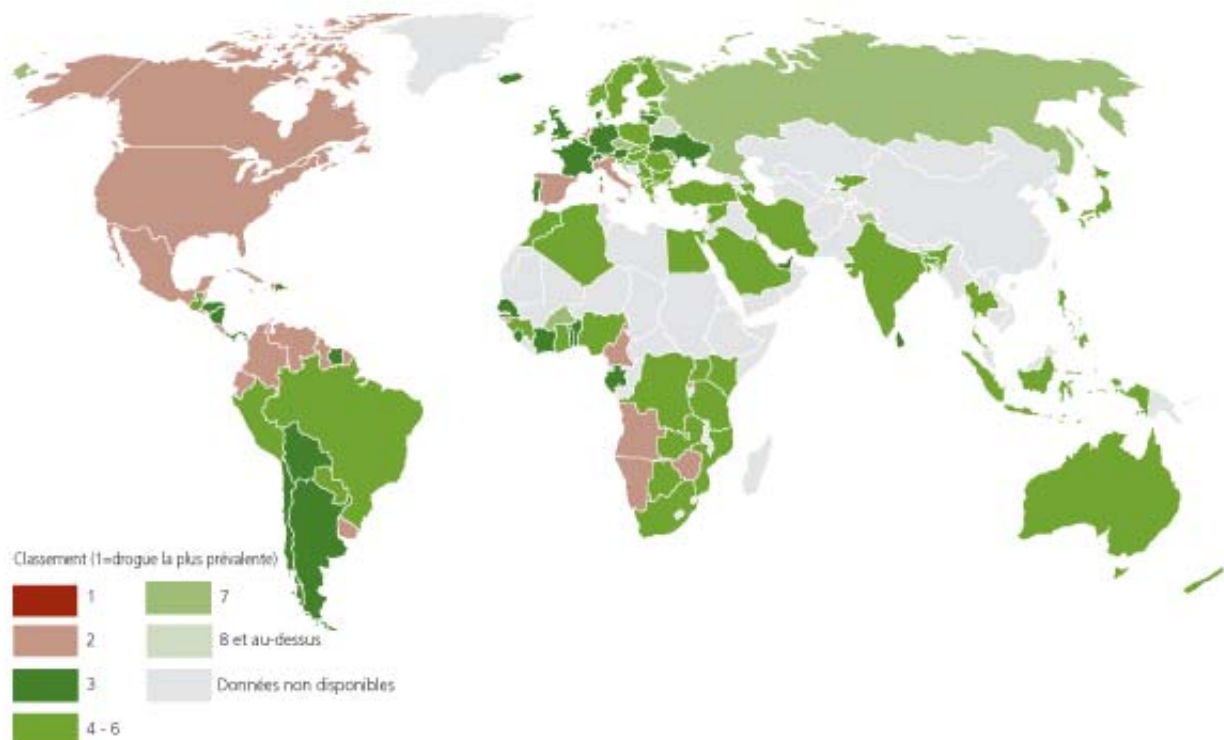 Classement (1=drogue la plus prévalente)
1
2
3
4 - 6
7
8 et au-dessus
Données non disponibles